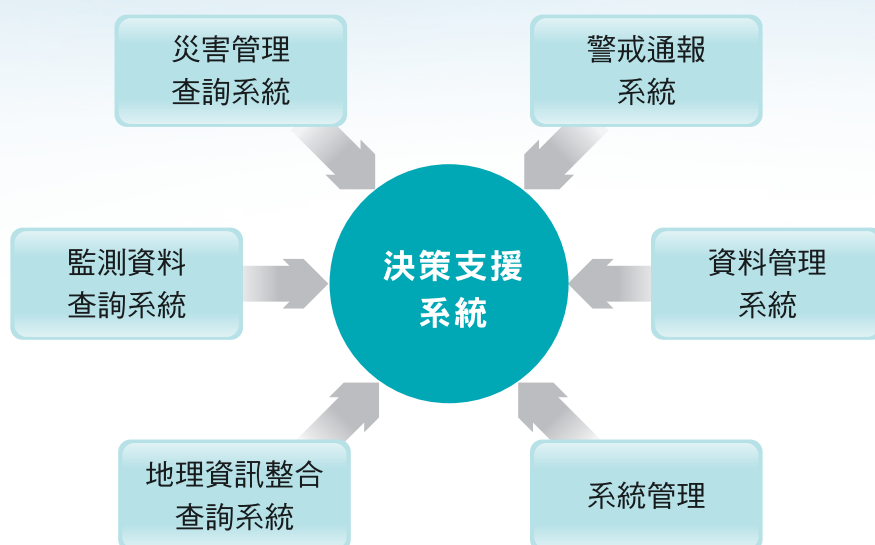 災害管理
查詢系統
警戒通報
系統
監測資料
查詢系統
決策支援
系統
資料管理
系統
地理資訊整合
查詢系統
系統管理